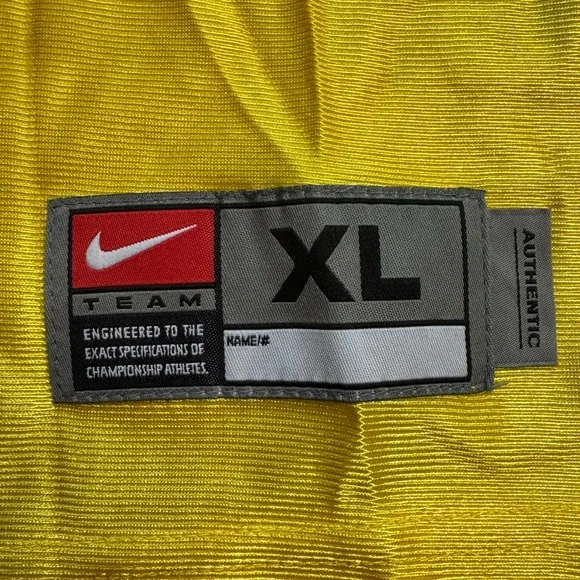 TEAM
ENGINEERED TO THE
EXACT SPECIFICATIONS OF
CHAMPIONSHIP ATHLETES.
XL
NAME/#
AUTHENTIC